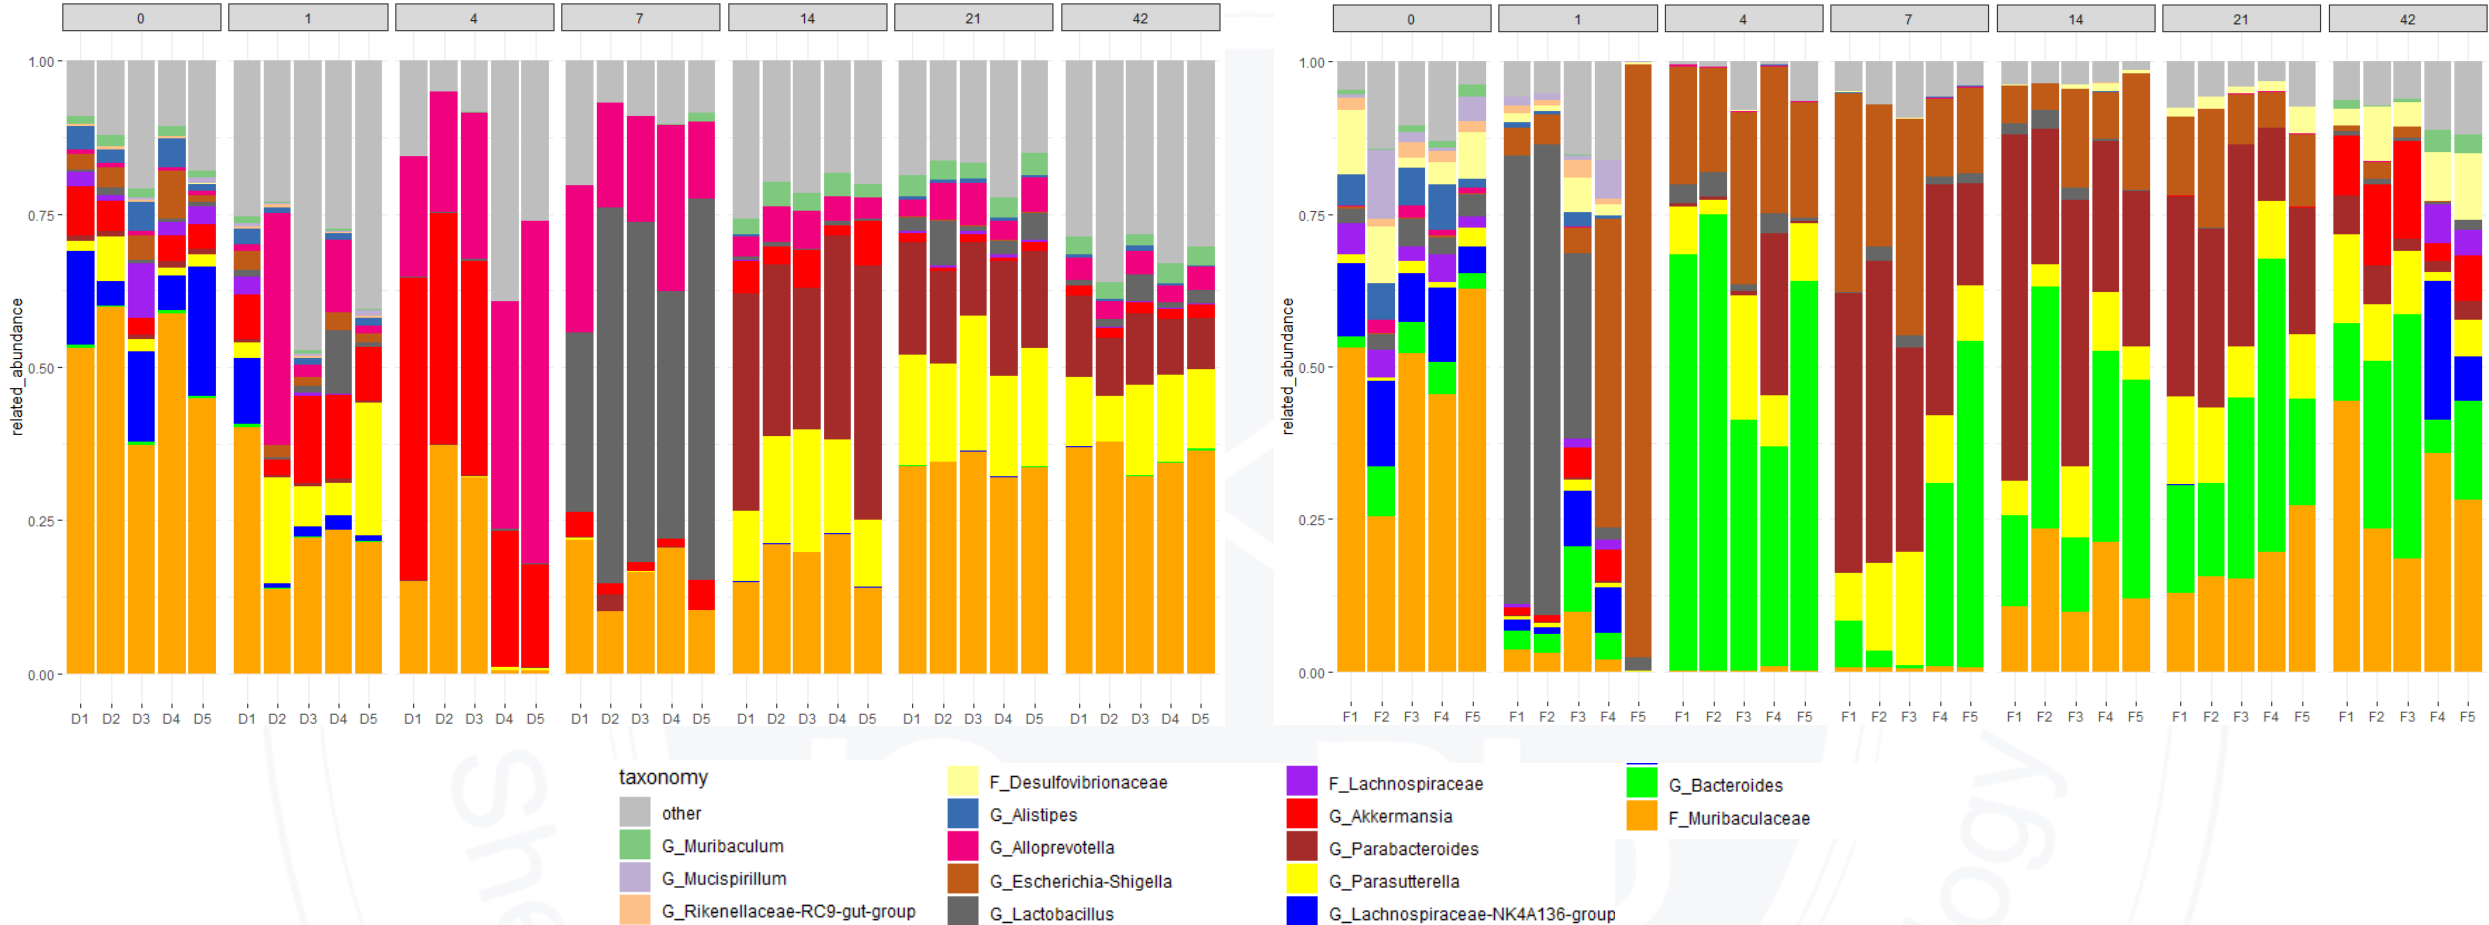 0 1 4 7 14 21 42
0 1 4 7 14 21 42
1.00
0.75
0.50
0.25
0.00
related_abundance
D1 D2 D3 D4 D5 D1 D2 D3 D4 D5 D1 D2 D3 D4 D5 D1 D2 D3 D4 D5 D1 D2 D3 D4 D5 D1 D2 D3 D4 D5 D1 D2 D3 D4 D5
1.00
0.75
0.50
0.25
0.00
related_abundance
F1 F2 F3 F4 F5 F1 F2 F3 F4 F5 F1 F2 F3 F4 F5 F1 F2 F3 F4 F5 F1 F2 F3 F4 F5 F1 F2 F3 F4 F5 F1 F2 F3 F4 F5
taxonomy
other
G_Muribaculum
G_Mucispirillum
G_Rikenellaceae-RC9-gut-group
F_Desulfovibrionaceae
G_Alistipes
G_Alloprevotella
G_Escherichia-Shigella
G_Lactobacillus
F_Lachnospiraceae
G_Akkermansia
G_Parabacteroides
G_Parasutterella
G_Lachnospiraceae-NK4A136-group
G_Bacteroides
F_Muribaculaceae